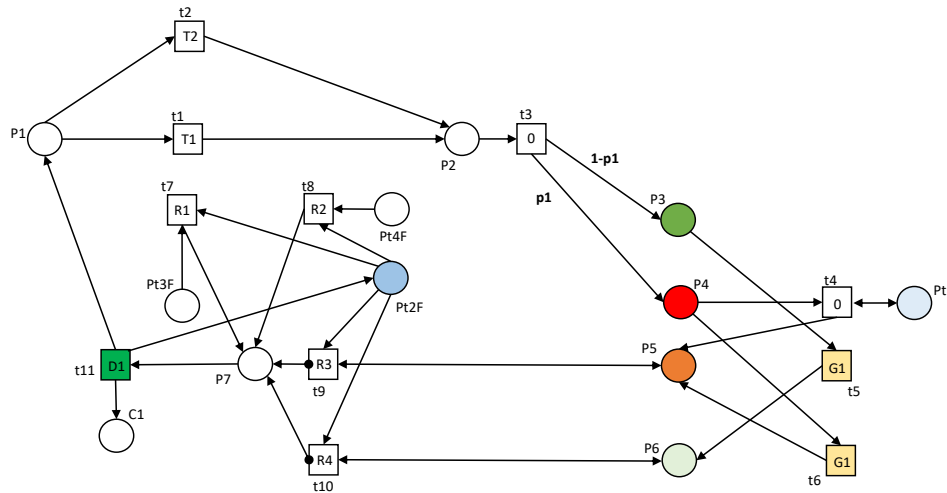 t2
T2
t1
T1
P1
P2
t3
0
1-p1
p1
P3
t7
R1
t8
R2
Pt4F
Pt3F
Pt2F
P4
t4
0
Pt
D1
t11
P7
R3
t9
P5
G1
t5
C1
R4
t10
P6
G1
t6